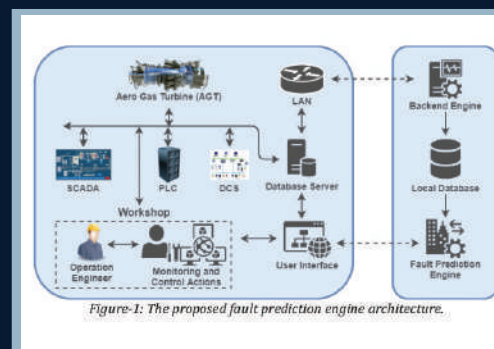 Aero Gas Turbine (AGT)
LAN
Backend Engine
SCADA
PLC
DCS
Database Server
Local Database
Workshop
Operation
Engineer
Monitoring and
Control Actions
User Interface
Fault Prediction
Engine
Figure-1: The proposed fault prediction engine architecture.